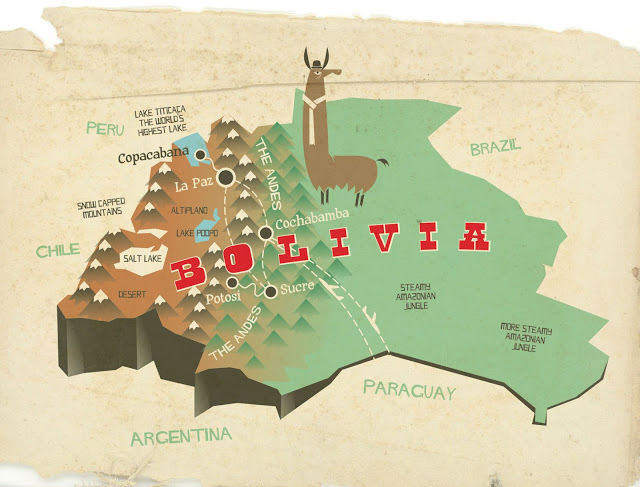 LAKE TITICACA
THE WORLD'S
HIGHEST LAKE
PERU
Copacabana
BRAZIL
THE ANDES
La Paz
SNOW CAPPED
MOUNTAINS
ALTIPLANO
Cochabamba
LAKE POOPO
CHILE
SALT LAKE
BOLIVIA
DESERT
Potosi
Sucre
STEAMY
AMAZONIAN
JUNGLE
THE ANDES
MORE STEAMY
AMAZONIAN
JUNGLE
PARAGUAY
ARGENTINA